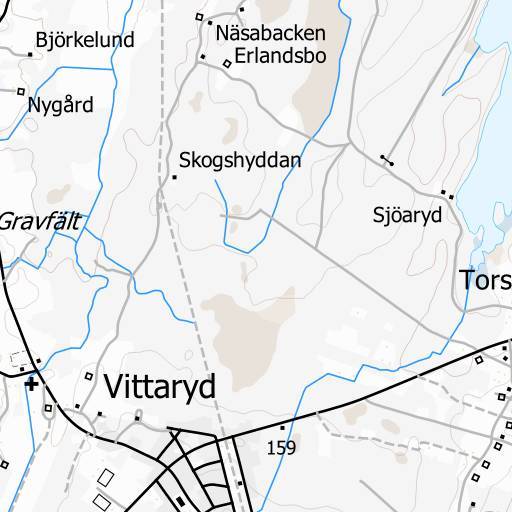 Björkelund
Näsabacken
Erlandsbo
Nygård
Skogshyddan
Gravfält
Sjöaryd
Tors
Vittaryd
159